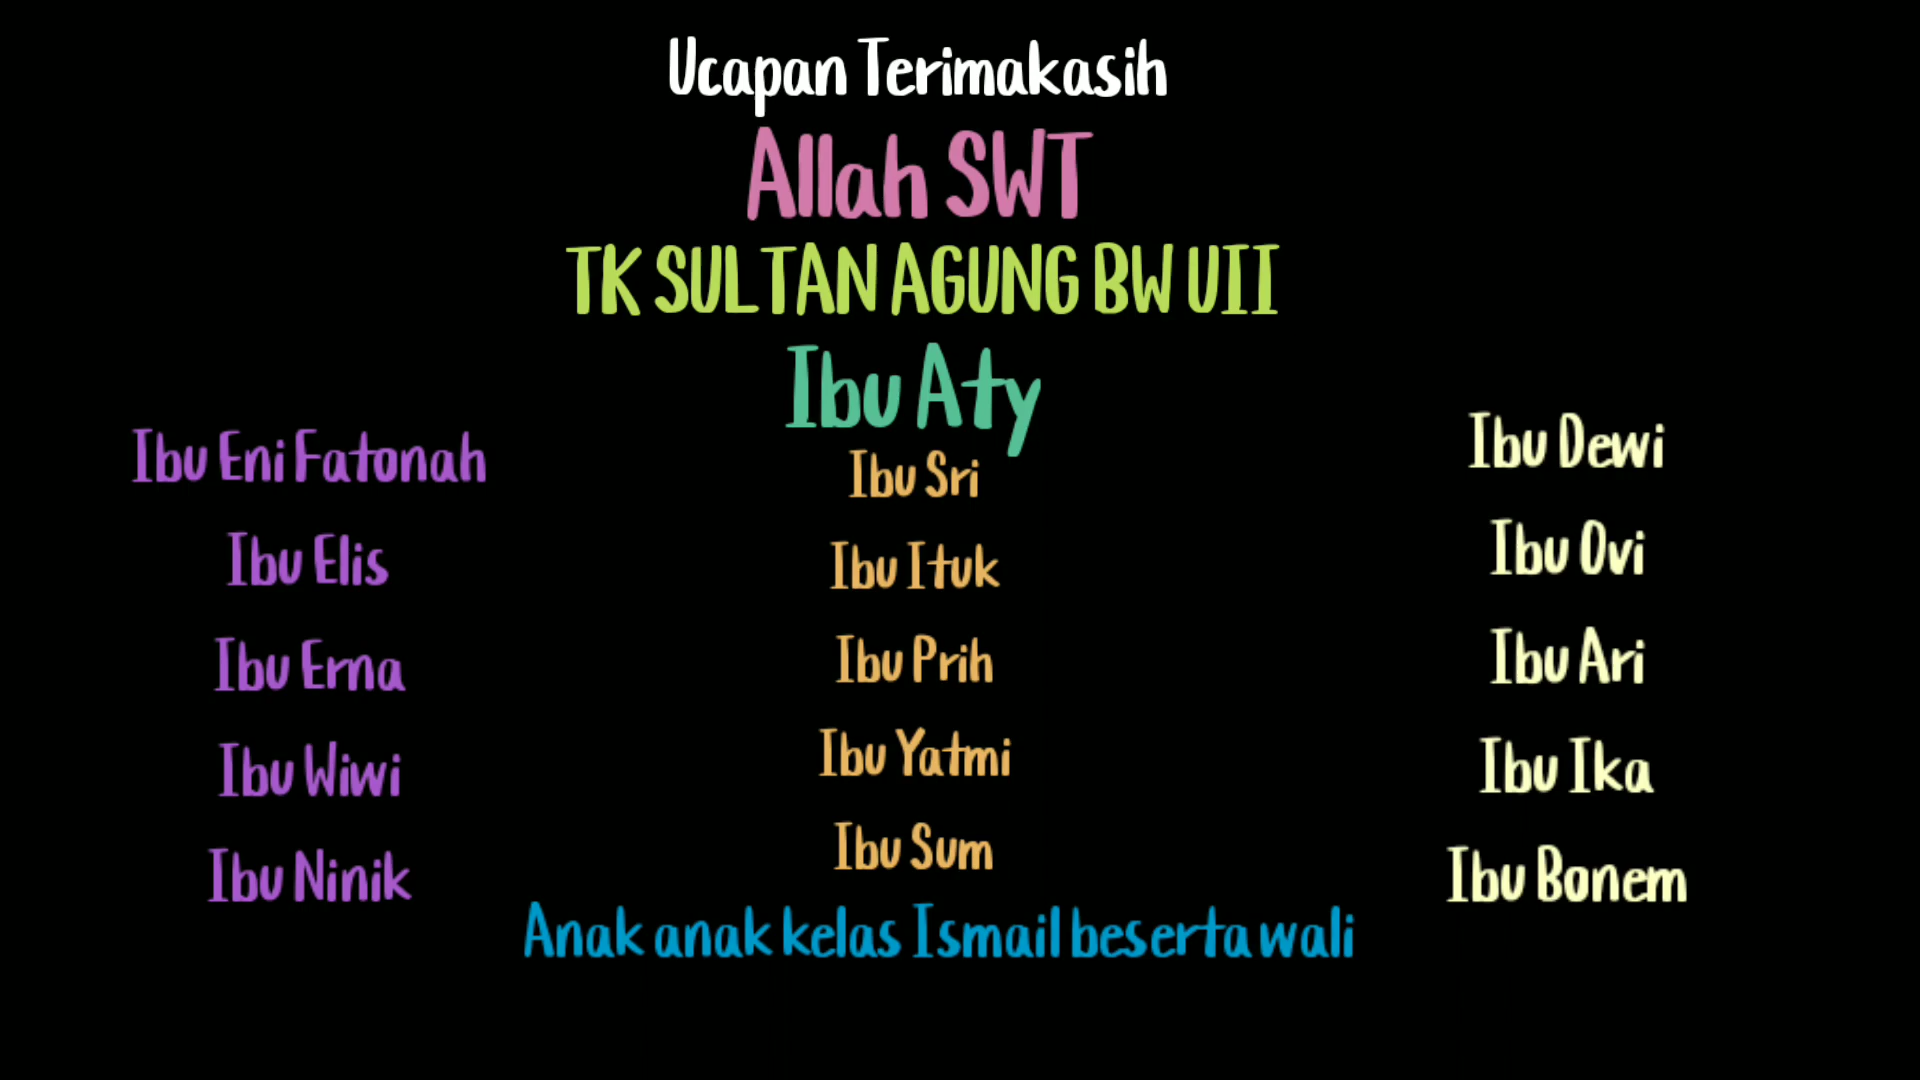 Ucapan Terimakasih
Allah SWT
TK SULTAN AGUNG BW UII
Ibu Aty
Ibu Eni Fatonah
Ibu Elis
Ibu Erna
Ibu Wiwi
Ibu Ninik
Ibu Sri
Ibu Ituk
Ibu Prih
Ibu Yatmi
Ibu Sum
Ibu Dewi
Ibu Ovi
Ibu Ari
Ibu Ika
Ibu Bonem
Anak anak kelas Ismail beserta wali